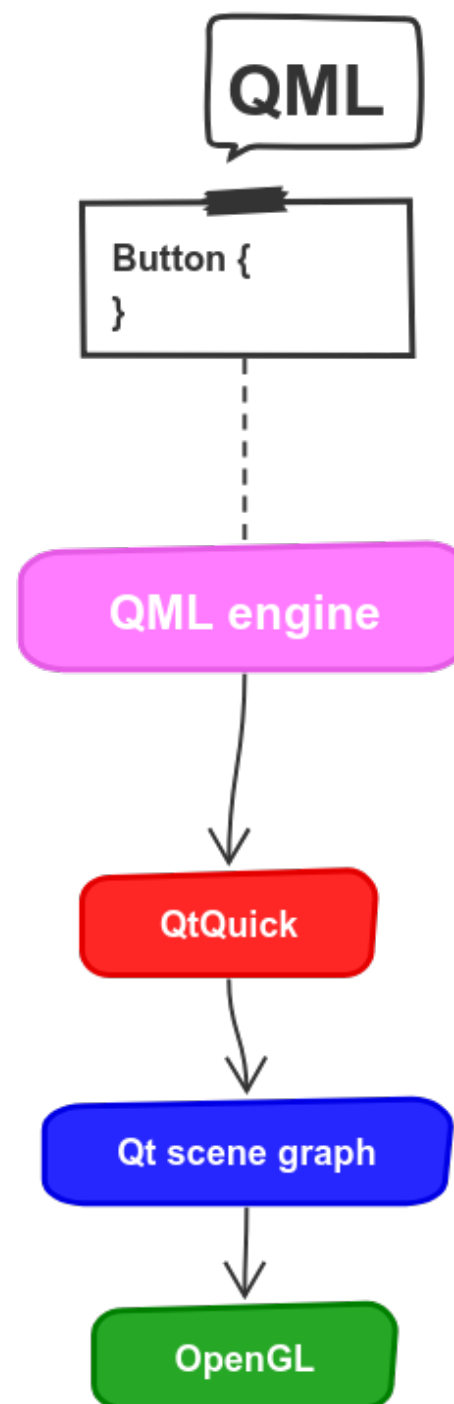 QML
Button {
}
QML engine
QtQuick
Qt scene graph
OpenGL